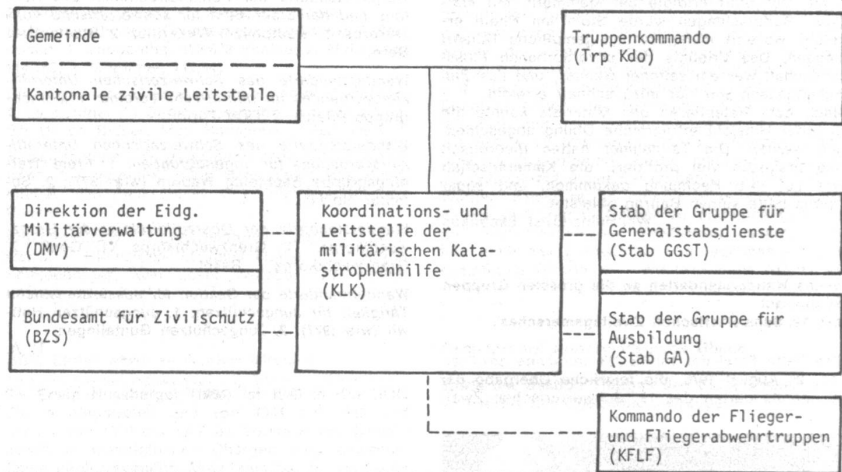 Gemeinde
Kantonale zivile Leitstelle
Truppenkommando
(Trp Kdo)
Direktion der Eidg.
Militärverwaltung
(DMV)
Koordinations- und
Leitstelle der
militärischen Kata-
strophenhilfe
(KLK)
Stab der Gruppe für
Generalstabsdienste
(Stab GGST)
Bundesamt für Zivilschutz
(BZS)
Stab der Gruppe für
Ausbildung
(Stab GA)
Kommando der Flieger-
und Fliegerabwehrtruppen
(KFLF)